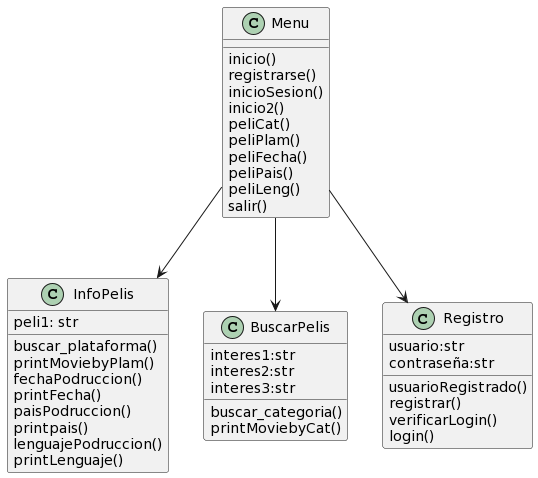 C Menu
inicio()
registrarse()
inicioSesion()
inicio2()
peliCat()
peliPlam()
peliFecha()
peliPais()
peliLeng()
salir()
C InfoPelis
peli1: str
buscar_plataforma()
printMoviebyPlam()
fechaPodruccion()
printFecha()
paisPodruccion()
printpais()
lenguajePodruccion()
printLenguaje()
C BuscarPelis
interes1:str
interes2:str
interes3:str
buscar_categoria()
printMoviebyCat()
C Registro
usuario:str
contraseña:str
usuarioRegistrado()
registrar()
verificarLogin()
login()